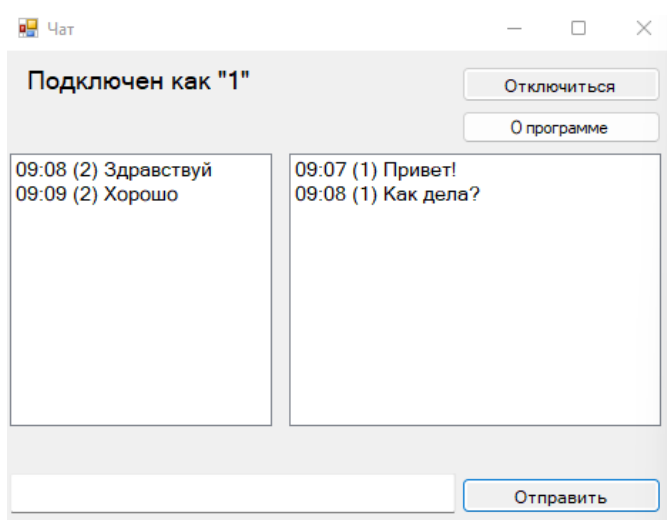 Чат
Подключен как "1"
Отключиться
О программе
09:08 (2) Здравствуй
09:09 (2) Хорошо
09:07 (1) Привет!
09:08 (1) Как дела?
Отправить